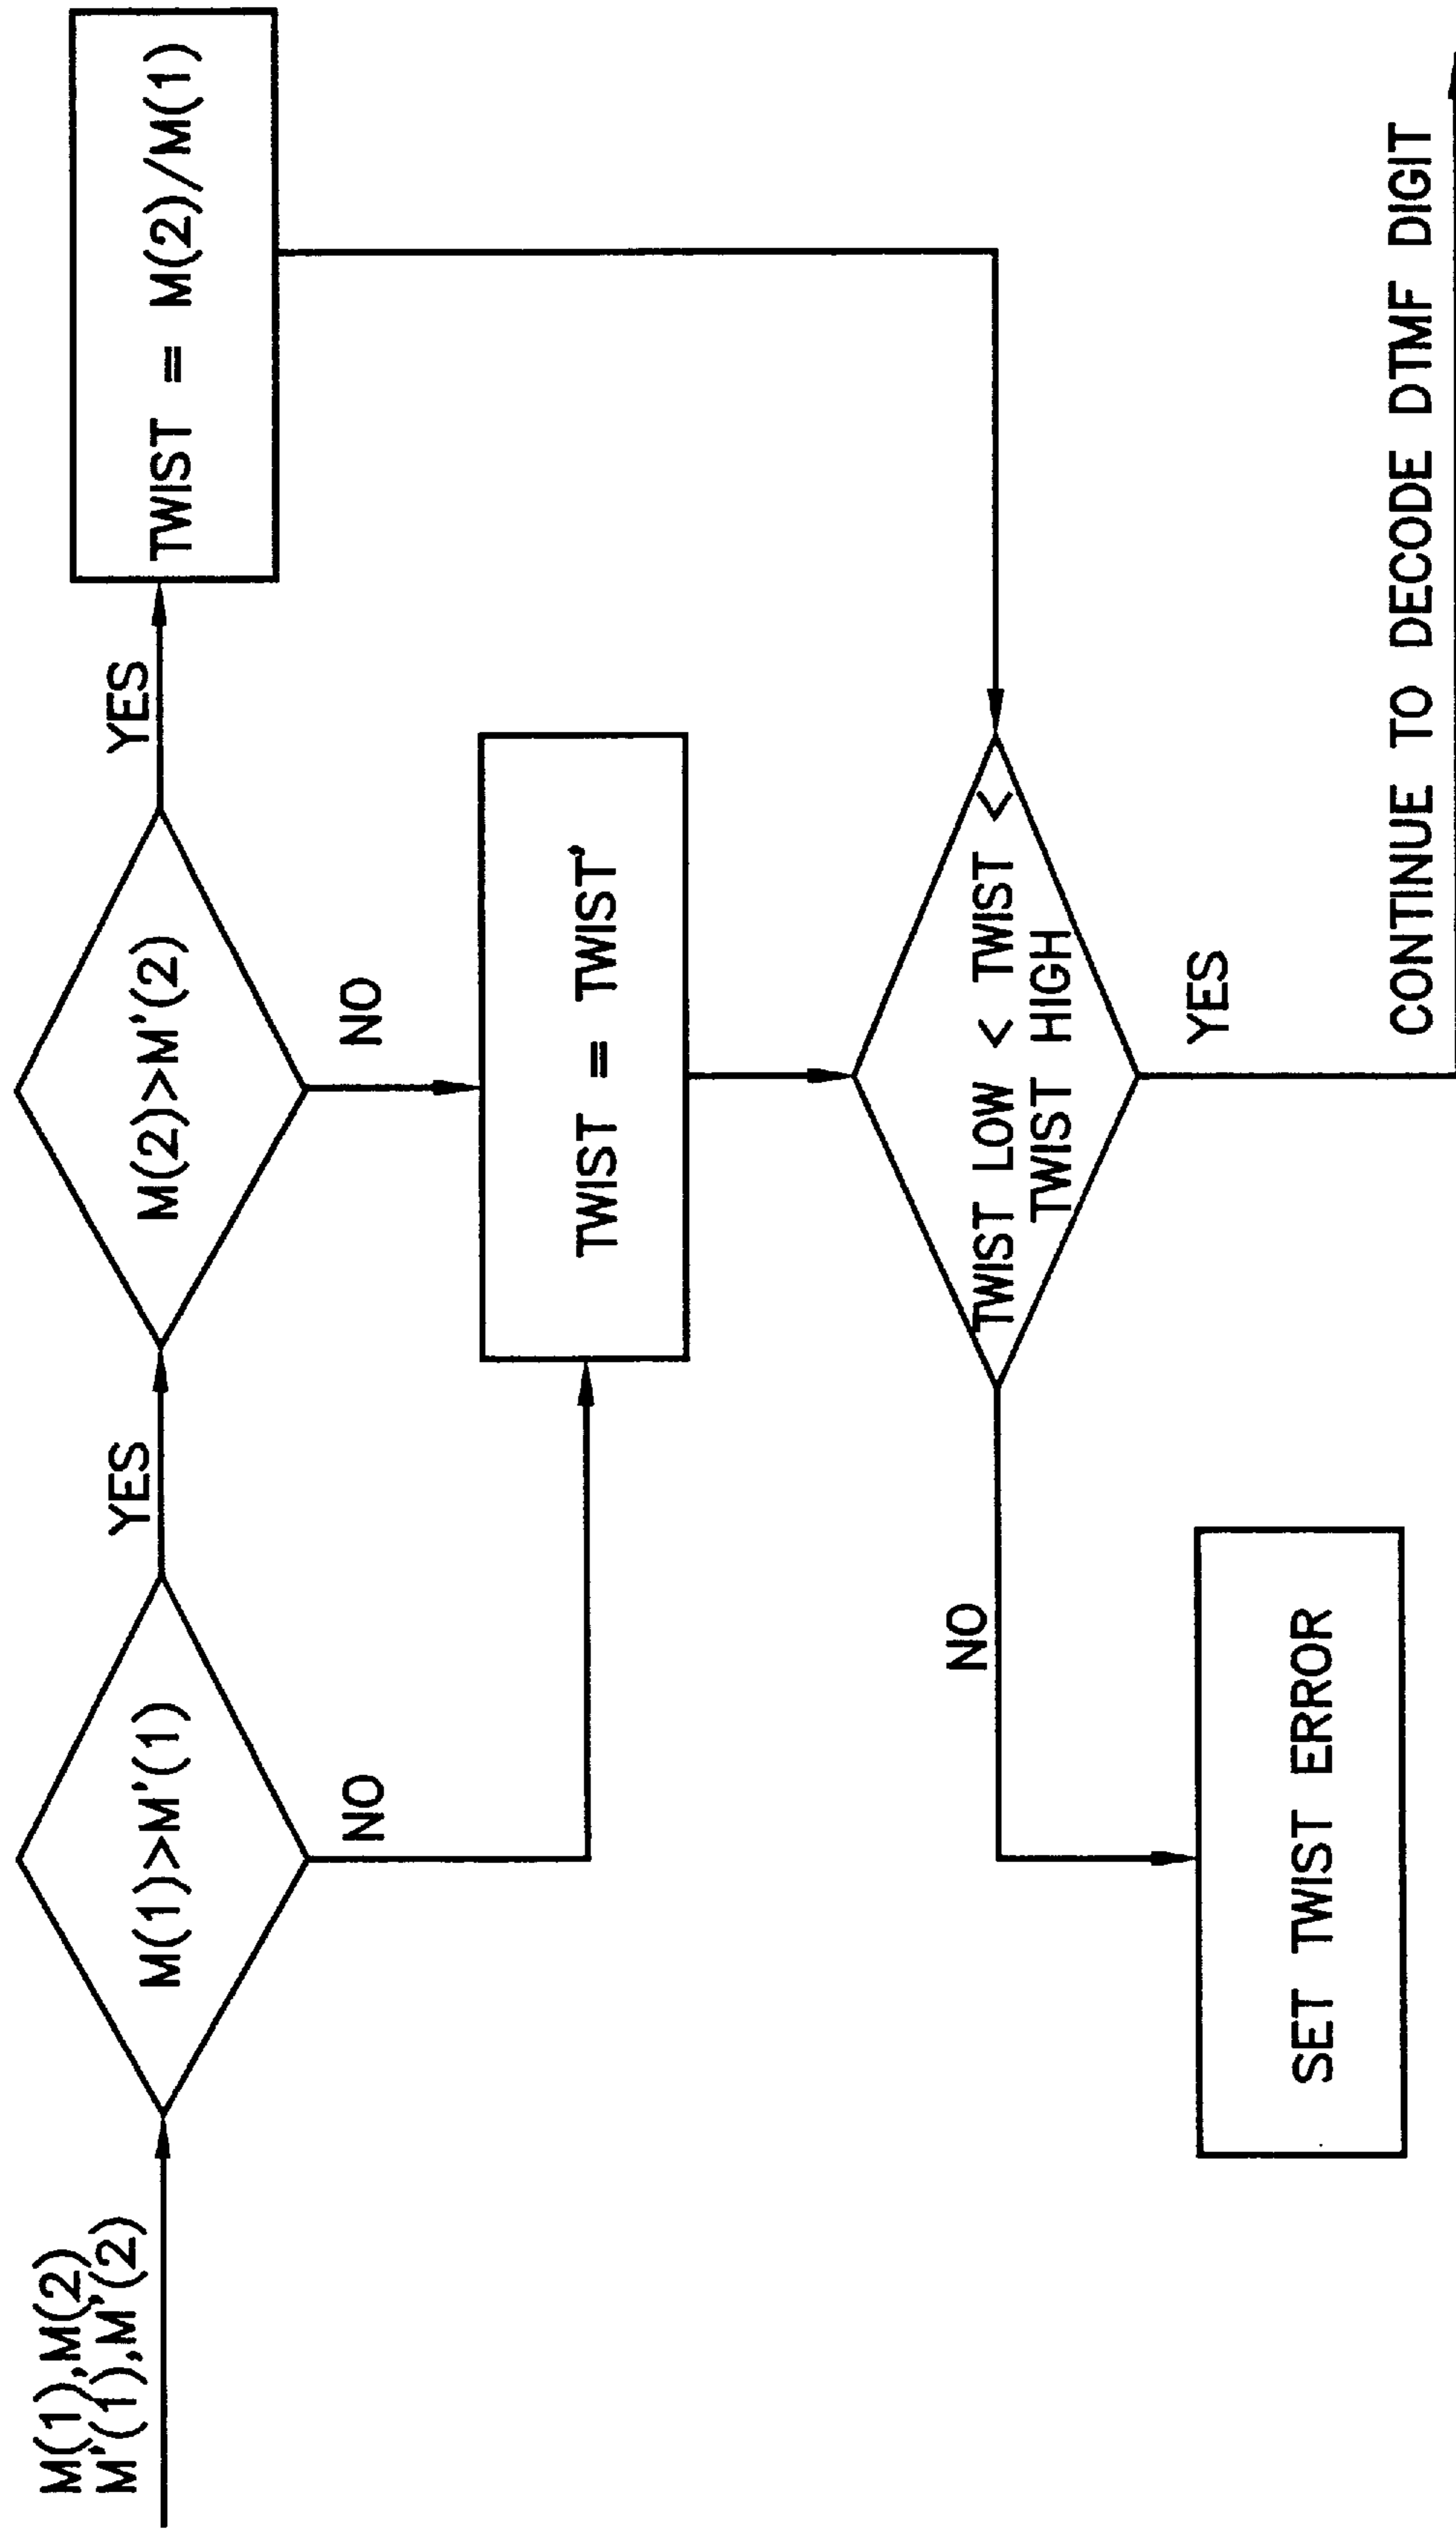 M(1),M(2)
M'(1),M'(2)
M(1)>M'(1)
YES
NO
M(2)>M'(2)
YES
NO
TWIST = M(2)/M(1)
TWIST = TWIST'
TWIST LOW < TWIST <
TWIST HIGH
NO
YES
SET TWIST ERROR
CONTINUE TO DECODE DTMF DIGIT